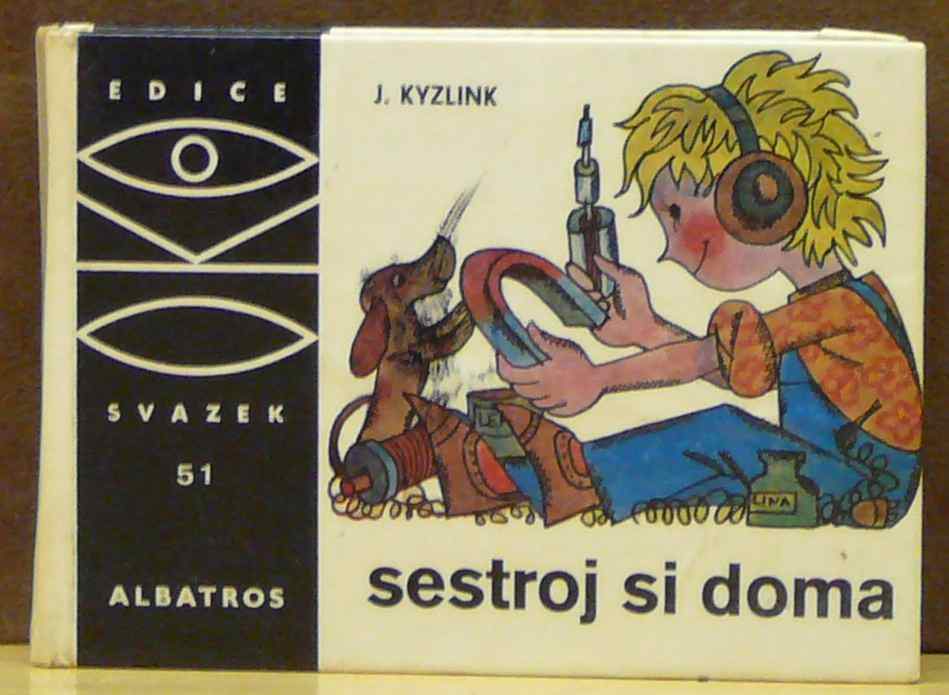 EDICE
SVAZEK
51
ALBATROS
J. KYZLINK
LINA
sestroj si doma